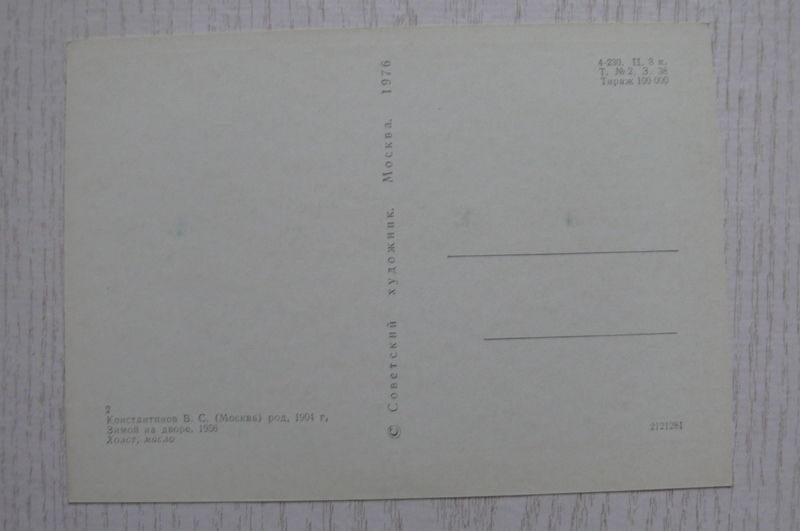 4-230. Ц. 3 к.
Т. № 2. З. 38
Тираж 100 000
© Советский художник. Москва. 1976
2
Константинов В. С. (Москва) род, 1904 г,
Зимой на дворе, 1956
Холст, масло
2121281